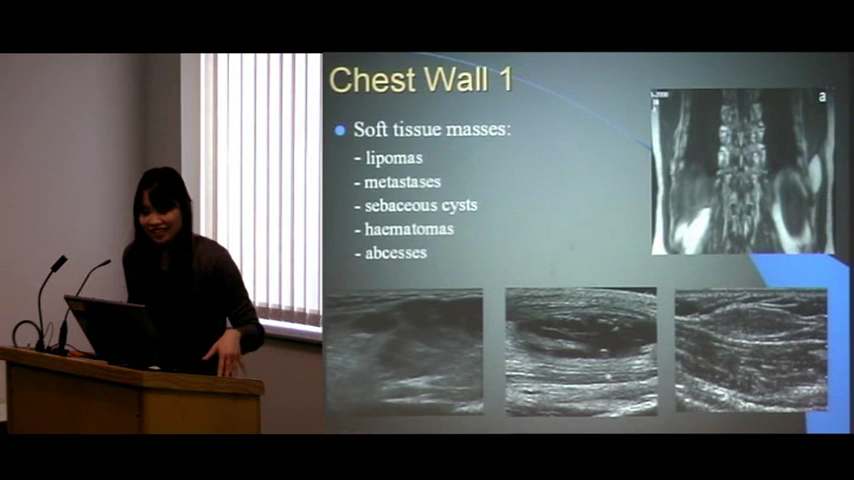 Chest Wall 1
Soft tissue masses:
- lipomas
- metastases
- sebaceous cysts
- haematomas
- abcesses
a